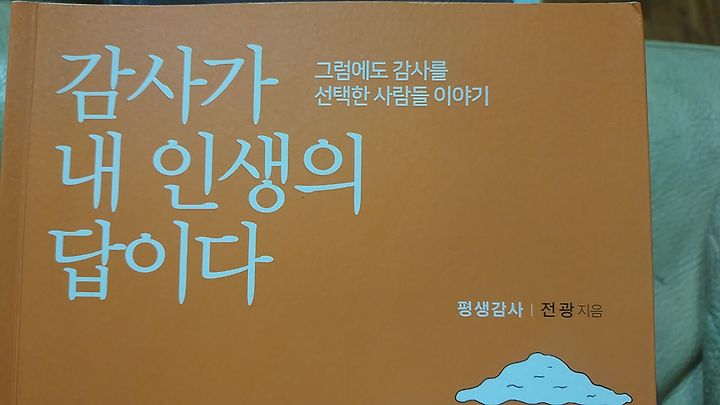 감사가
내 인생의
답이다
그럼에도 감사를
선택한 사람들 이야기
평생감사 | 전광 지음